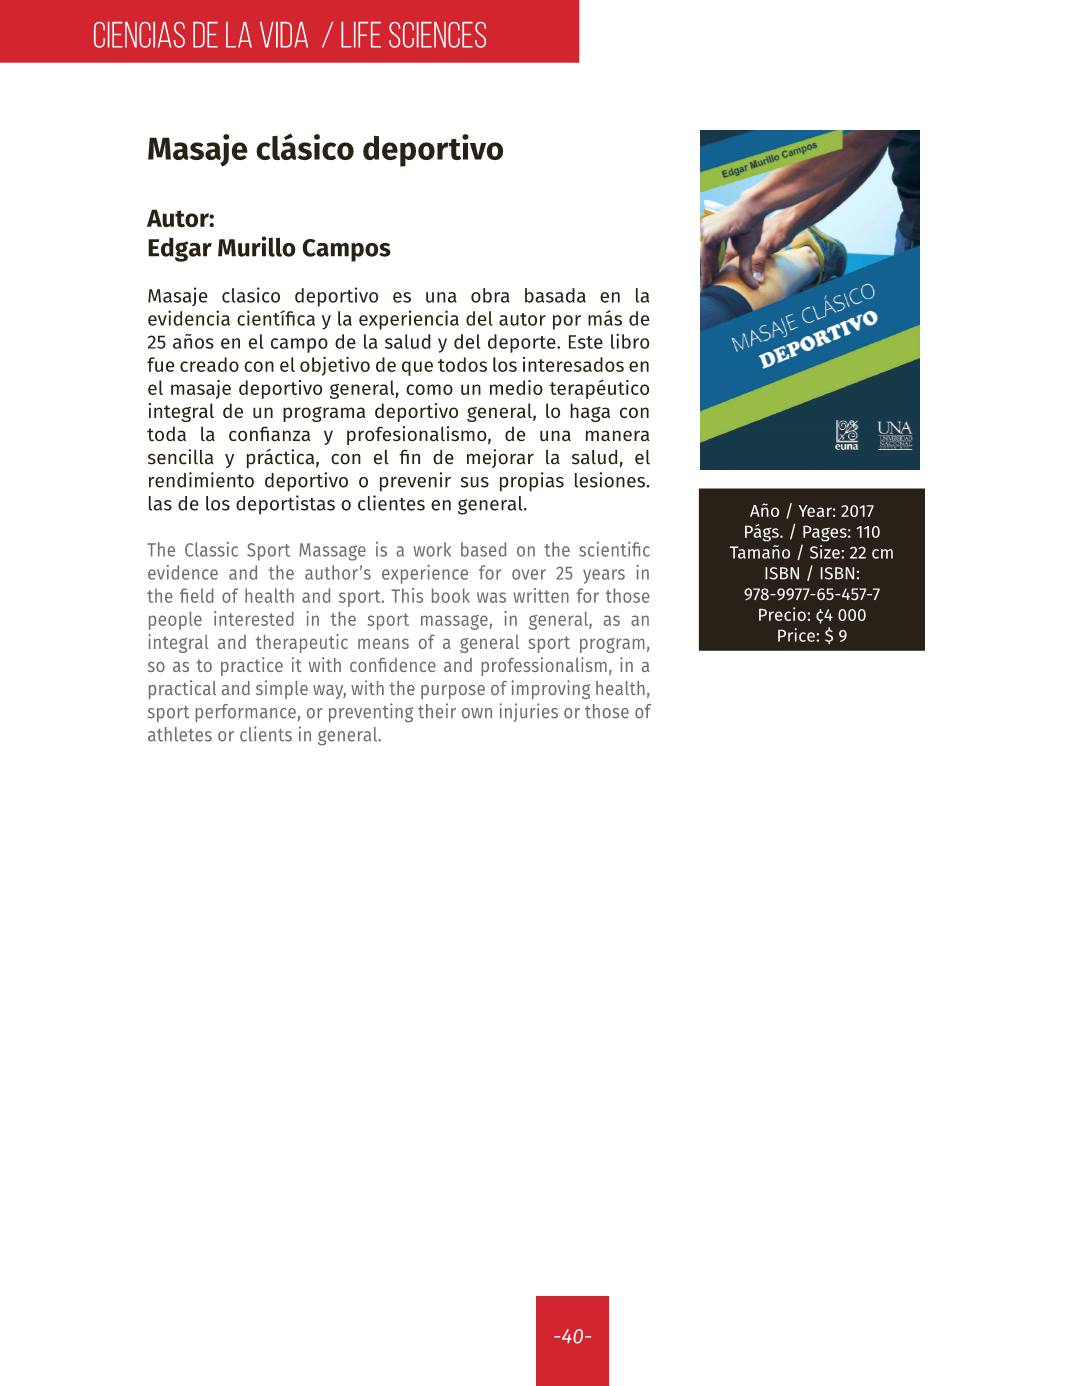 CIENCIAS DE LA VIDA / LIFE SCIENCES
Masaje clásico deportivo
Autor:
Edgar Murillo Campos
Masaje clasico deportivo es una obra basada en la
evidencia científica y la experiencia del autor por más de
25 años en el campo de la salud y del deporte. Este libro
fue creado con el objetivo de que todos los interesados en
el masaje deportivo general, como un medio terapéutico
integral de un programa deportivo general, lo haga con
toda la confianza y profesionalismo, de una manera
sencilla y práctica, con el fin de mejorar la salud, el
rendimiento deportivo o prevenir sus propias lesiones.
las de los deportistas o clientes en general.
The Classic Sport Massage is a work based on the scientific
evidence and the author’s experience for over 25 years in
the field of health and sport. This book was written for those
people interested in the sport massage, in general, as an
integral and therapeutic means of a general sport program,
so as to practice it with confidence and professionalism, in a
practical and simple way, with the purpose of improving health,
sport performance, or preventing their own injuries or those of
athletes or clients in general.
Edgar Murillo Campos
MASAJE CLÁSICO
DEPORTIVO
euna
UNA
UNIVERSIDAD
NACIONAL
Año / Year: 2017
Págs. / Pages: 110
Tamaño / Size: 22 cm
ISBN / ISBN:
978-9977-65-457-7
Precio: ¢4 000
Price: $ 9
-40-